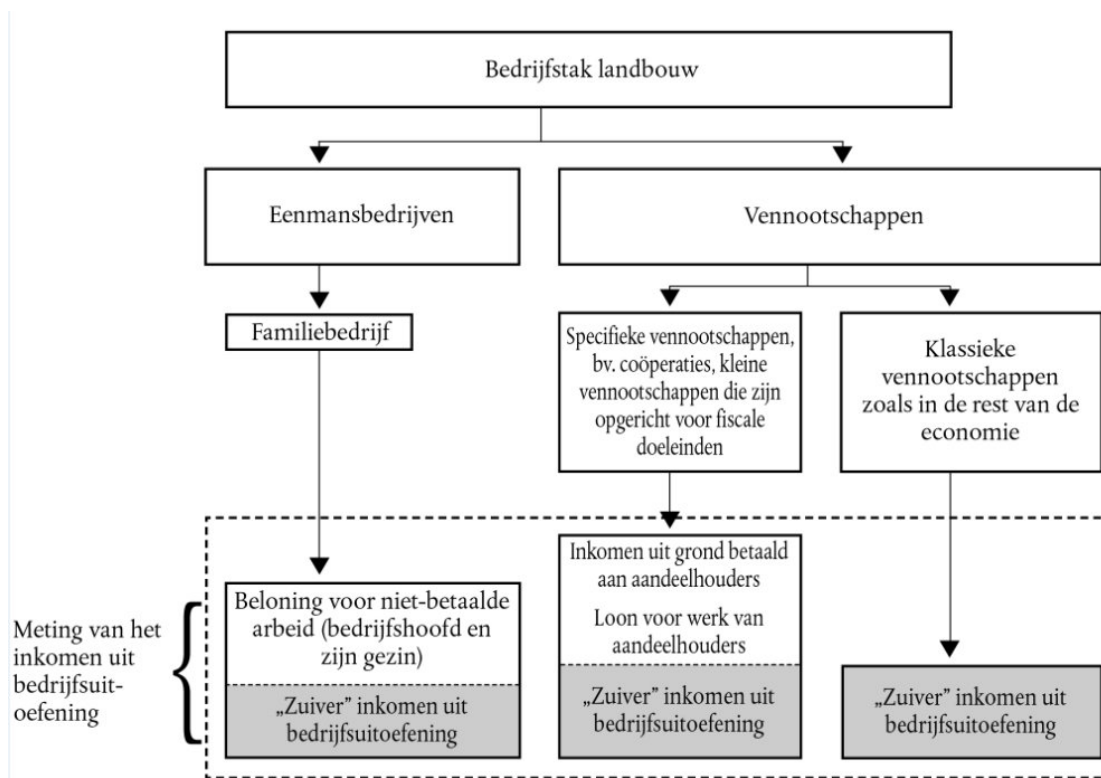 Bedrijfstak landbouw
Eenmansbedrijven
Vennootschappen
Familiebedrijf
Specifieke vennootschappen,
bv. coöperaties, kleine
vennootschappen die zijn
opgericht voor fiscale
doeleinden
Klassieke
vennootschappen
zoals in de rest van de
economie
Meting van het
inkomen uit
bedrijfsuit-
oefening
Beloning voor niet-betaalde
arbeid (bedrijfshoofd en
zijn gezin)
„Zuiver” inkomen uit
bedrijfsuitoefening
Inkomen uit grond betaald
aan aandeelhouders
Loon voor werk van
aandeelhouders
„Zuiver” inkomen uit
bedrijfsuitoefening
„Zuiver” inkomen uit
bedrijfsuitoefening